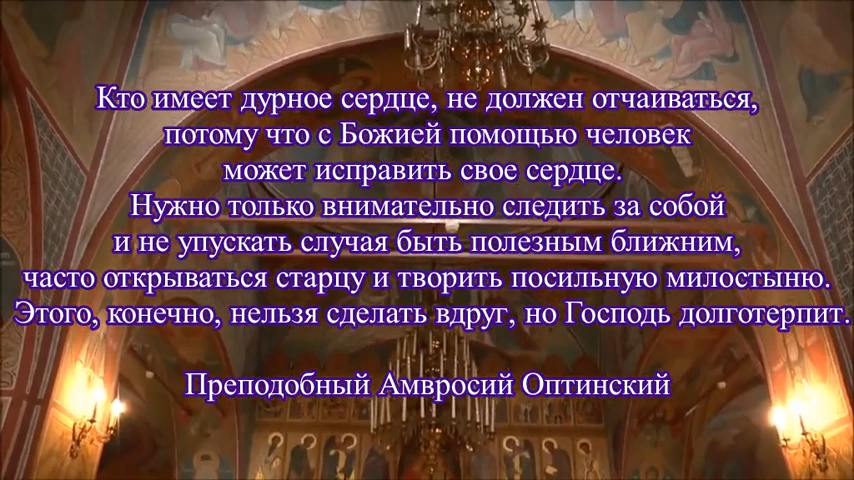 Кто имеет дурное сердце, не должен отчаиваться,
потому что с Божией помощью человек
может исправить свое сердце.
Нужно только внимательно следить за собой
и не упускать случая быть полезным ближним,
часто открываться старцу и творить посильную милостыню.
Этого, конечно, нельзя сделать вдруг, но Господь долготерпит.
Преподобный Амвросий Оптинский